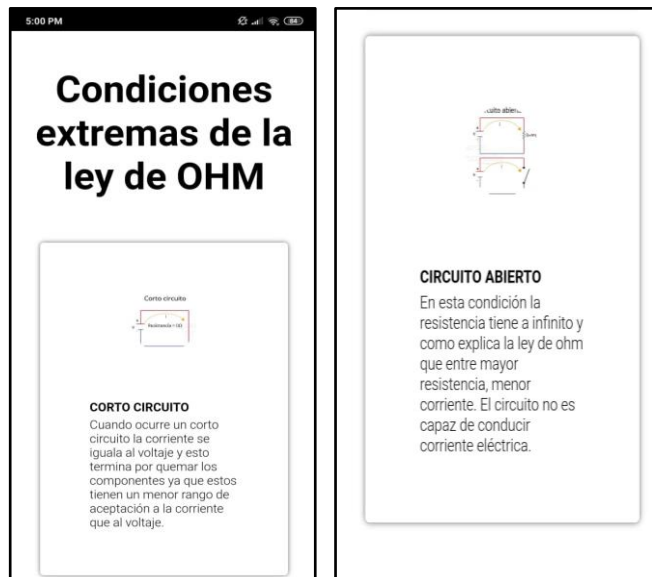 5:00 PM
84
Condiciones
extremas de la
ley de OHM
Corto circuito
CORTO CIRCUITO
Cuando ocurre un corto
circuito la corriente se
iguala al voltaje y esto
termina por quemar los
componentes ya que estos
tienen un menor rango de
aceptación a la corriente
que al voltaje.
CIRCUITO ABIERTO
En esta condición la
resistencia tiene a infinito y
como explica la ley de ohm
que entre mayor
resistencia, menor
corriente. El circuito no es
capaz de conducir
corriente eléctrica.